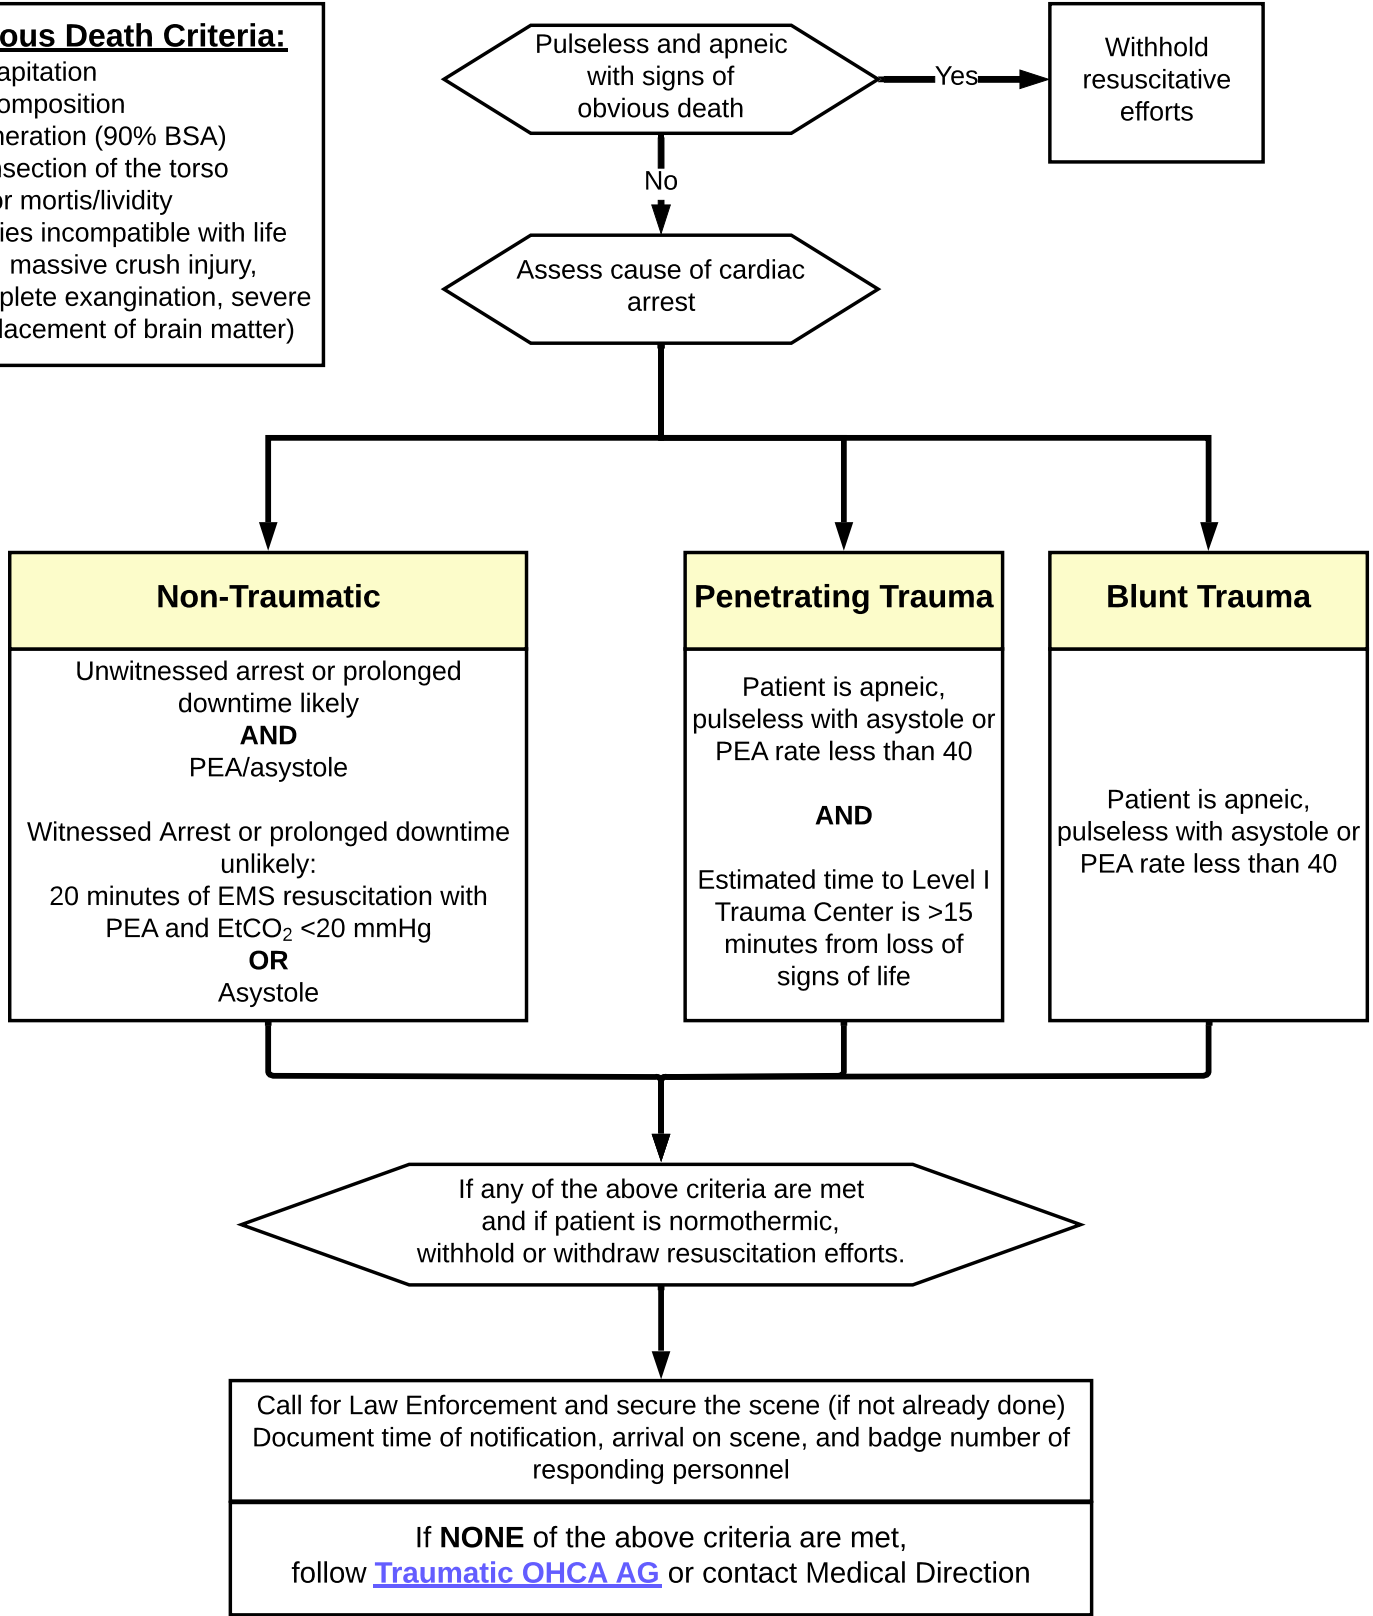 ous Death Criteria:
apitation
omposition
neration (90% BSA)
nsection of the torso
or mortis/lividity
ies incompatible with life
massive crush injury,
plete exangination, severe
lacement of brain matter)
Pulseless and apneic
with signs of
obvious death
Yes
Withhold
resuscitative
efforts
No
Assess cause of cardiac
arrest
Non-Traumatic
Unwitnessed arrest or prolonged
downtime likely
AND
PEA/asystole
Witnessed Arrest or prolonged downtime
unlikely:
20 minutes of EMS resuscitation with
PEA and EtCO₂ <20 mmHg
OR
Asystole
Penetrating Trauma
Patient is apneic,
pulseless with asystole or
PEA rate less than 40
AND
Estimated time to Level I
Trauma Center is >15
minutes from loss of
signs of life
Blunt Trauma
Patient is apneic,
pulseless with asystole or
PEA rate less than 40
If any of the above criteria are met
and if patient is normothermic,
withhold or withdraw resuscitation efforts.
Call for Law Enforcement and secure the scene (if not already done)
Document time of notification, arrival on scene, and badge number of
responding personnel
If NONE of the above criteria are met,
follow Traumatic OHCA AG or contact Medical Direction